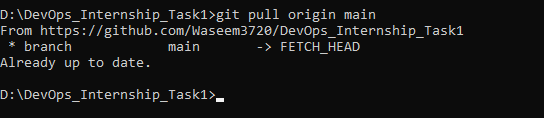 D:\DevOps_Internship_Task1>git pull origin main
From https://github.com/Waseem3720/DevOps_Internship_Task1
 * branch            main       -> FETCH_HEAD
Already up to date.
D:\DevOps_Internship_Task1>